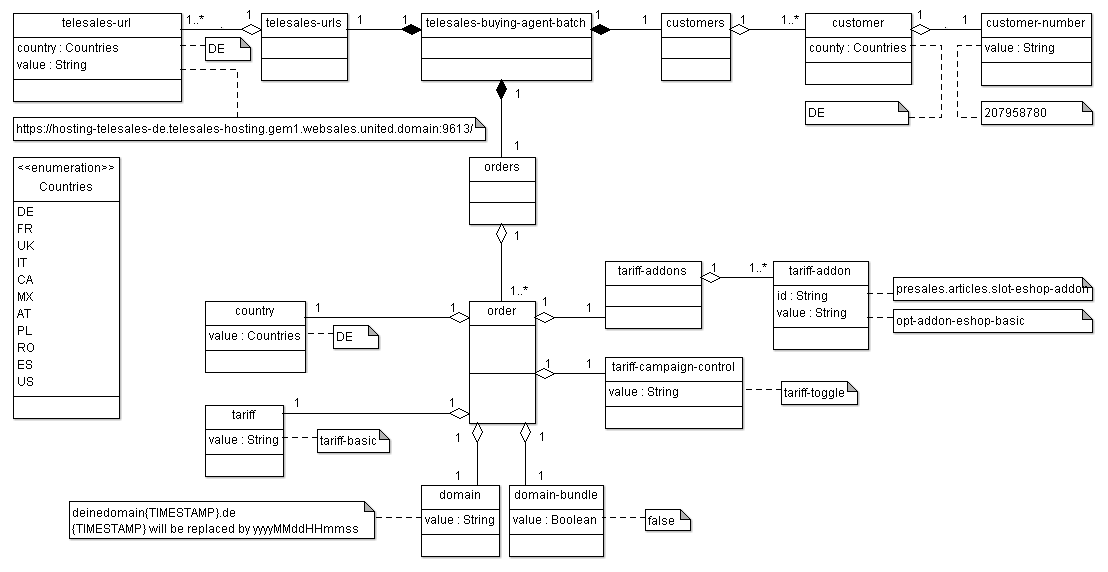 telesales-url
country : Countries
value : String
1..*
.
DE
telesales-urls
1
1
telesales-buying-agent-batch
1
1
customers
1
1..*
customer
county : Countries
1
.
1
customer-number
value : String
DE
207958780
https://hosting-telesales-de.telesales-hosting.gem1.websales.united.domain:9613/
1
1
orders
1
1..*
<<enumeration>>
Countries
DE
FR
UK
IT
CA
MX
AT
PL
RO
ES
US
order
country
value : Countries
1
1
DE
tariff
value : String
1
1
tariff-basic
1
1
tariff-addons
1
1..*
tariff-addon
id : String
value : String
presales.articles.slot-eshop-addon
opt-addon-eshop-basic
1
1
tariff-campaign-control
value : String
tariff-toggle
1
1
domain
value : String
deinedomain{TIMESTAMP}.de
{TIMESTAMP} will be replaced by yyyyMMddHHmmss
1
1
domain-bundle
value : Boolean
false